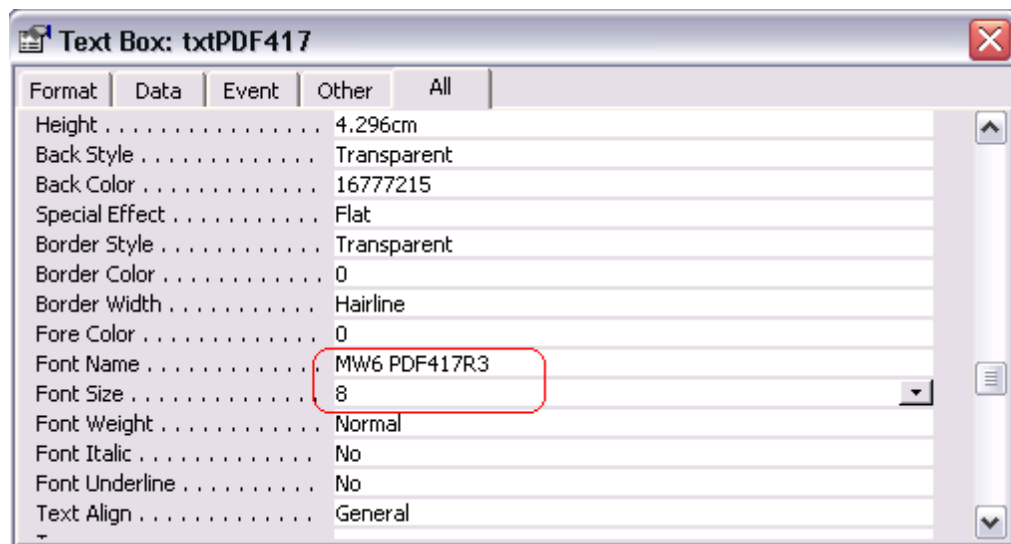 Text Box: txtPDF417
Format Data Event Other All
Height . . . . . . . . . . . . . . . . 4.296cm
Back Style . . . . . . . . . . . . . Transparent
Back Color . . . . . . . . . . . . . 16777215
Special Effect . . . . . . . . . . . Flat
Border Style . . . . . . . . . . . . Transparent
Border Color . . . . . . . . . . . . 0
Border Width . . . . . . . . . . . Hairline
Fore Color . . . . . . . . . . . . . 0
Font Name . . . . . . . . . . . . . MW6 PDF417R3
Font Size . . . . . . . . . . . . . . 8
Font Weight . . . . . . . . . . . . Normal
Font Italic . . . . . . . . . . . . . No
Font Underline . . . . . . . . . . No
Text Align . . . . . . . . . . . . . General